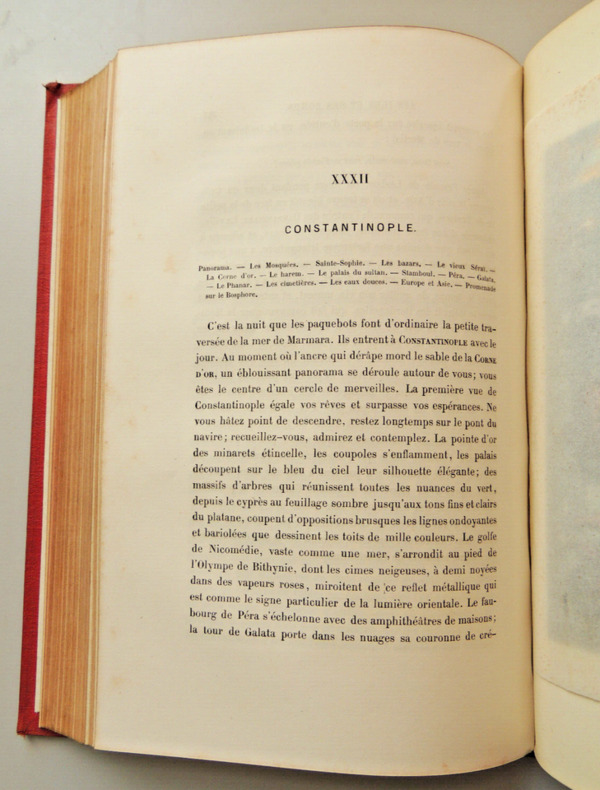 XXXII
CONSTANTINOPLE.
Panorama. — Les Mosquées. — Sainte-Sophie. — Les bazars. — Le vieux Sérai. —
La Corne d'or. — Le harem. — Le palais du sultan. — Stamboul. — Péra. — Galata.
— Le Phanar. — Les cimetières. — Les eaux douces. — Europe et Asie. — Promenade
sur le Bosphore.
C'est la nuit que les paquebots font d'ordinaire la petite tra-
versée de la mer de Marmara. Ils entrent à CONSTANTINOPLE avec le
jour. Au moment où l'ancre qui dérâpe mord le sable de la CORNE
D'OR, un éblouissant panorama se déroule autour de vous; vous
êtes le centre d'un cercle de merveilles. La première vue de
Constantinople égale vos rêves et surpasse vos espérances. Ne
vous hâtez point de descendre, restez longtemps sur le pont du
navire; recueillez-vous, admirez et contemplez. La pointe d'or
des minarets étincelle, les coupoles s'enflamment, les palais
découpent sur le bleu du ciel leur silhouette élégante; des
massifs d'arbres qui réunissent toutes les nuances du vert,
depuis le cyprès au feuillage sombre jusqu'aux tons fins et clairs
du platane, coupent d'oppositions brusques les lignes ondoyantes
et bariolées que dessinent les toits de mille couleurs. Le golfe
de Nicomédie, vaste comme une mer, s'arrondit au pied de
l'Olympe de Bithynie, dont les cimes neigeuses, à demi noyées
dans des vapeurs roses, miroitent de ce reflet métallique qui
est comme le signe particulier de la lumière orientale. Le fau-
bourg de Péra s'échelonne avec des amphithéâtres de maisons;
la tour de Galata porte dans les nuages sa couronne de cré-